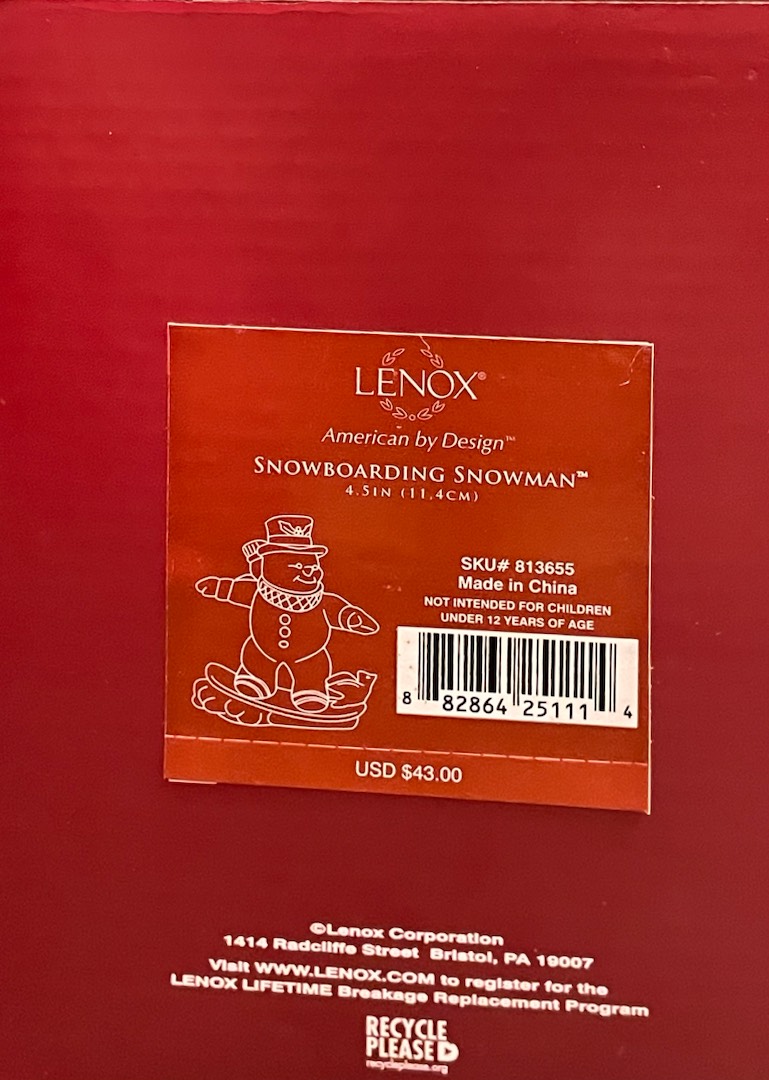 LENOX®
American by Design™
SNOWBOARDING SNOWMAN™
4.5IN (11.4CM)
SKU# 813655
Made in China
NOT INTENDED FOR CHILDREN
UNDER 12 YEARS OF AGE
8 82864 25111 4
USD $43.00
©Lenox Corporation
1414 Radcliffe Street Bristol, PA 19007
Visit WWW.LENOX.COM to register for the
LENOX LIFETIME Breakage Replacement Program
RECYCLE
PLEASE
recycleplease.org